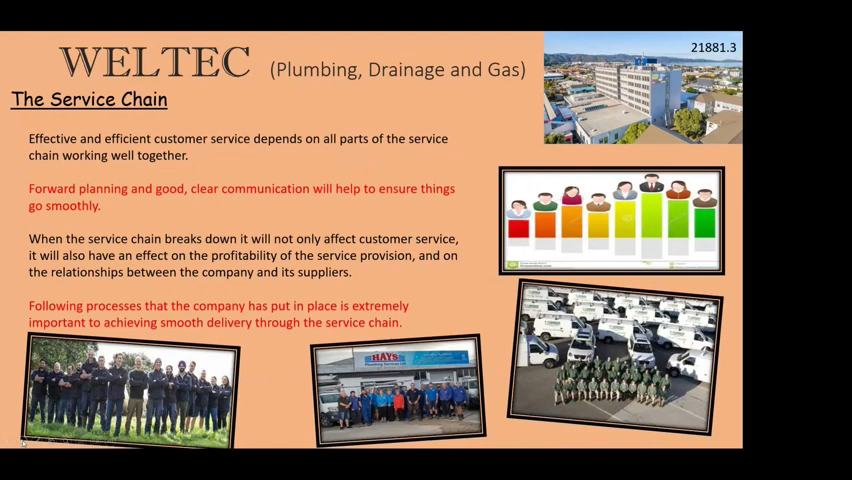 WELTEC (Plumbing, Drainage and Gas)
21881.3
The Service Chain
Effective and efficient customer service depends on all parts of the service
chain working well together.
Forward planning and good, clear communication will help to ensure things
go smoothly.
When the service chain breaks down it will not only affect customer service,
it will also have an effect on the profitability of the service provision, and on
the relationships between the company and its suppliers.
Following processes that the company has put in place is extremely
important to achieving smooth delivery through the service chain.
HAYS
Plumbing Services Ltd